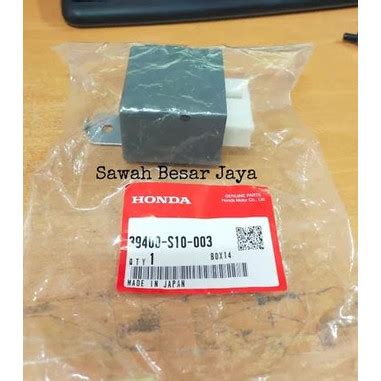 Sawah Besar Jaya
HONDA
GENUINE PARTS
Honda Motor Co., Ltd.
39400-S10-003
QTY 1 BOX14
MADE IN JAPAN